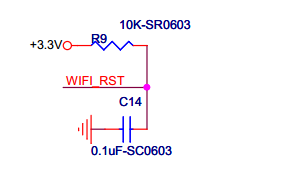 10K-SR0603
R9
+3.3V
WIFI_RST
C14
0.1uF-SC0603